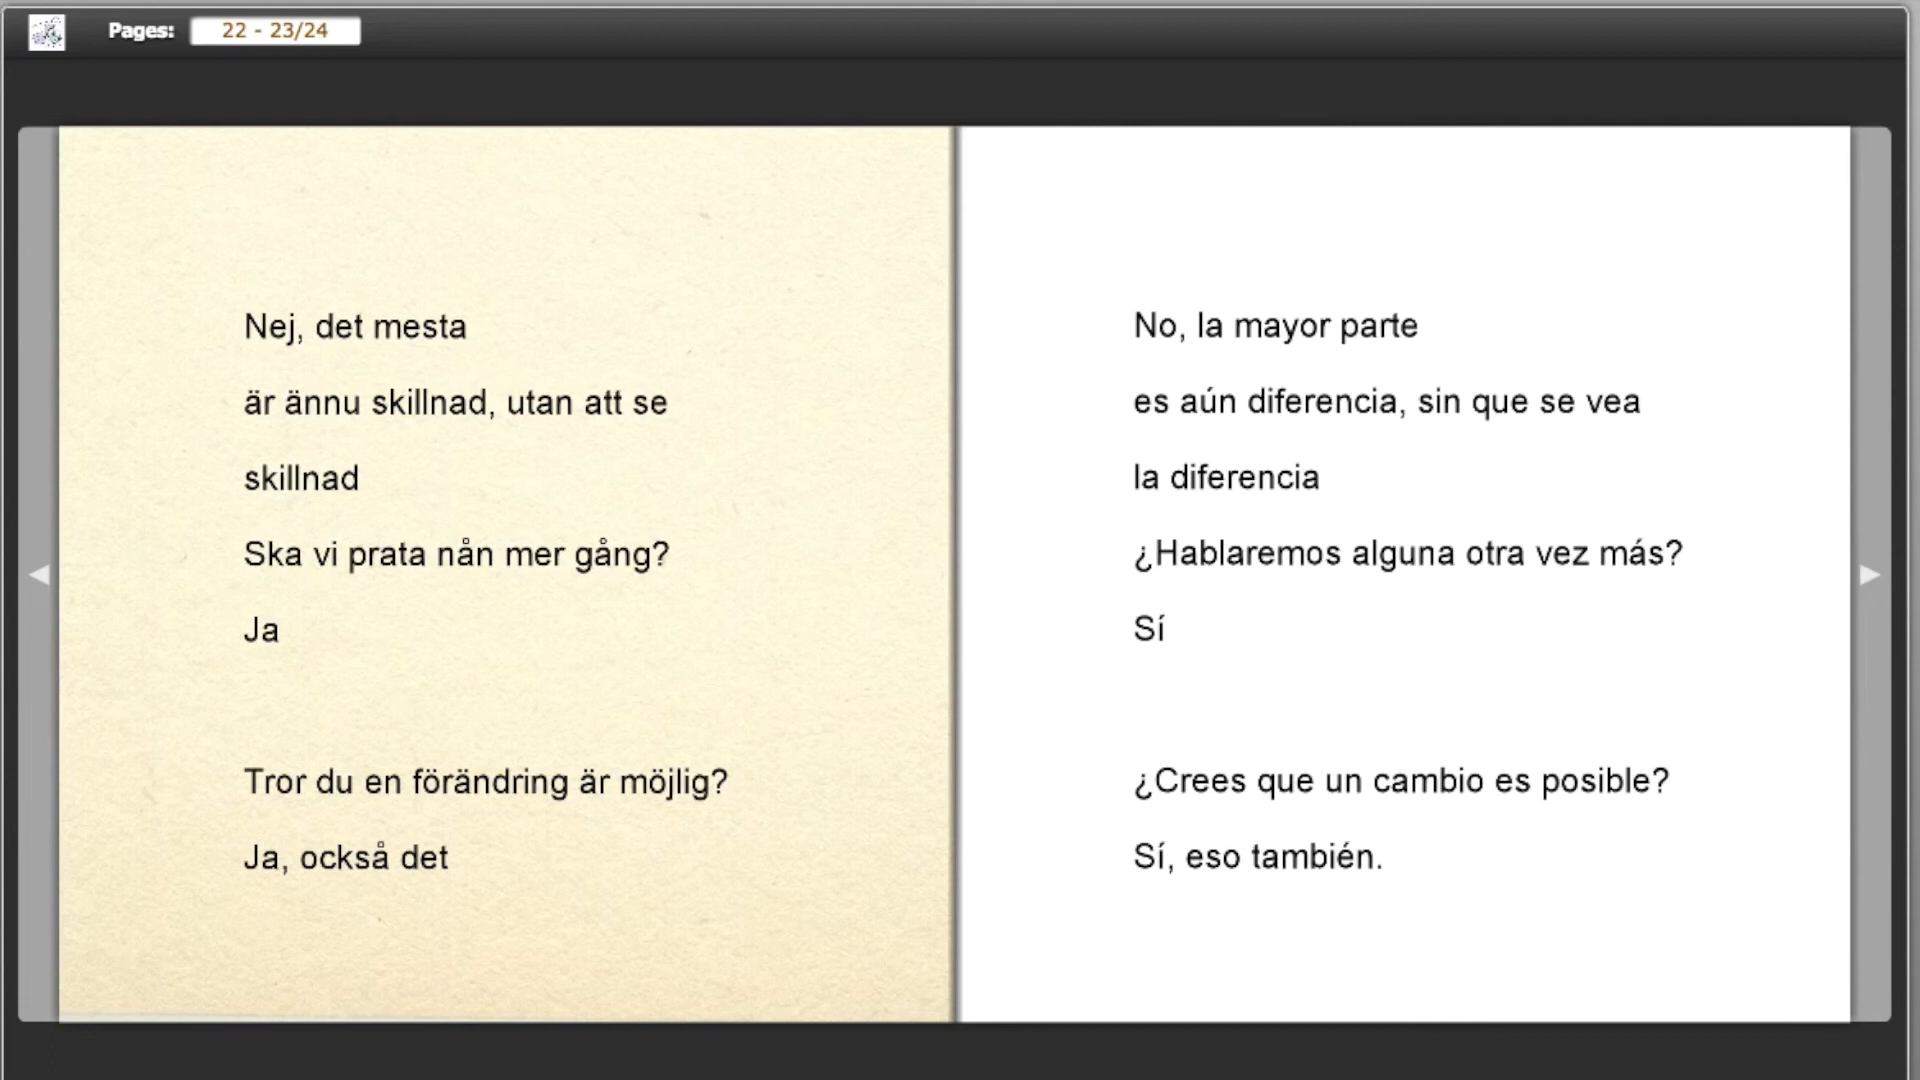 Pages: 22 - 23/24
Nej, det mesta
är ännu skillnad, utan att se
skillnad
Ska vi prata nån mer gång?
Ja
Tror du en förändring är möjlig?
Ja, också det
No, la mayor parte
es aún diferencia, sin que se vea
la diferencia
¿Hablaremos alguna otra vez más?
Sí
¿Crees que un cambio es posible?
Sí, eso también.